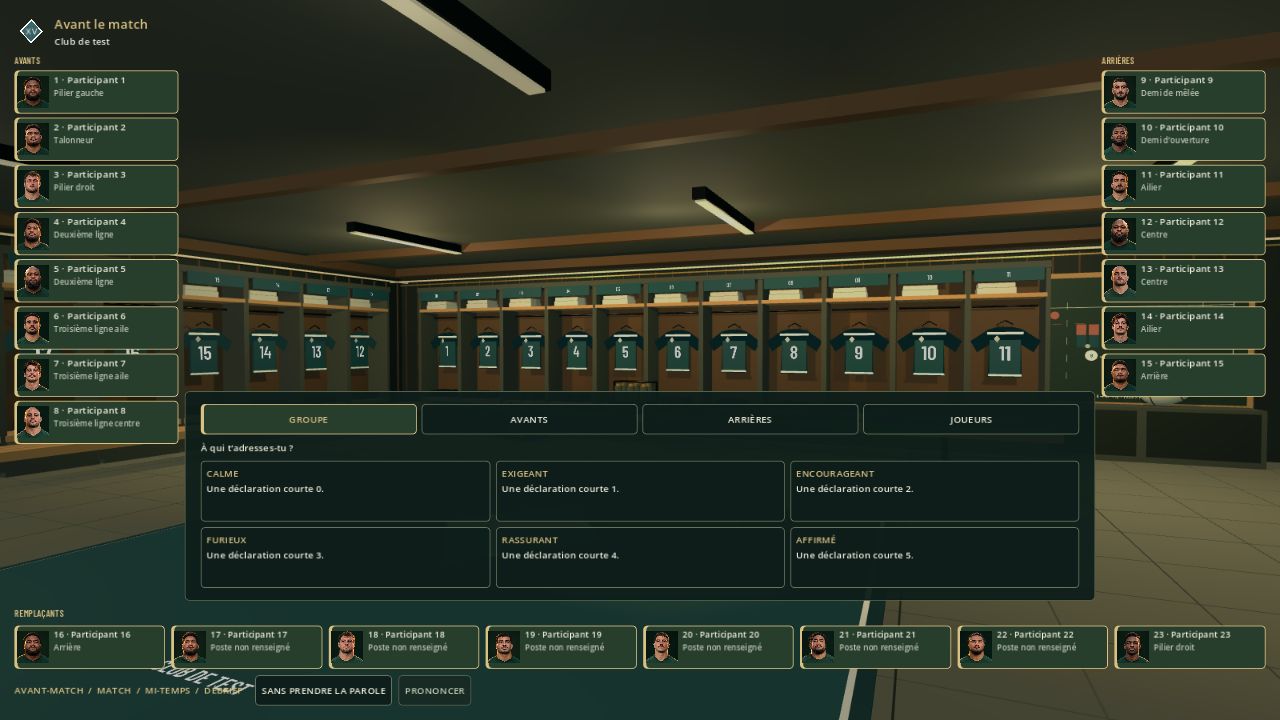 XV
Avant le match
Club de test
AVANTS
1 · Participant 1
Pilier gauche
2 · Participant 2
Talonneur
3 · Participant 3
Pilier droit
4 · Participant 4
Deuxième ligne
5 · Participant 5
Deuxième ligne
6 · Participant 6
Troisième ligne aile
7 · Participant 7
Troisième ligne aile
8 · Participant 8
Troisième ligne centre
ARRIÈRES
9 · Participant 9
Demi de mêlée
10 · Participant 10
Demi d'ouverture
11 · Participant 11
Ailier
12 · Participant 12
Centre
13 · Participant 13
Centre
14 · Participant 14
Ailier
15 · Participant 15
Arrière
15 14 13 12 1 2 3 4 5 6 7 8 9 10 11
GROUPE AVANTS ARRIÈRES JOUEURS
À qui t'adresses-tu ?
CALME
Une déclaration courte 0.
EXIGEANT
Une déclaration courte 1.
ENCOURAGEANT
Une déclaration courte 2.
FURIEUX
Une déclaration courte 3.
RASSURANT
Une déclaration courte 4.
AFFIRMÉ
Une déclaration courte 5.
REMPLAÇANTS
16 · Participant 16
Arrière
17 · Participant 17
Poste non renseigné
18 · Participant 18
Poste non renseigné
19 · Participant 19
Poste non renseigné
20 · Participant 20
Poste non renseigné
21 · Participant 21
Poste non renseigné
22 · Participant 22
Poste non renseigné
23 · Participant 23
Pilier droit
CLUB DE TEST
AVANT-MATCH / MATCH / MI-TEMPS / DÉBRIEF
SANS PRENDRE LA PAROLE
PRONONCER